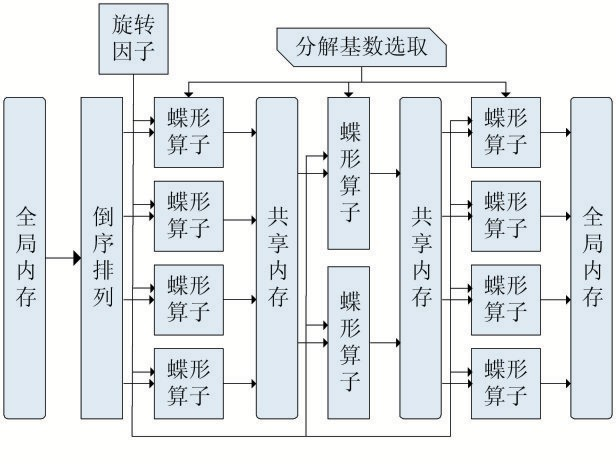 旋转
因子
分解基数选取
全局内存
倒序排列
蝶形
算子
蝶形
算子
蝶形
算子
蝶形
算子
共享内存
蝶形算子
蝶形算子
共享内存
蝶形
算子
蝶形
算子
蝶形
算子
蝶形
算子
全局内存